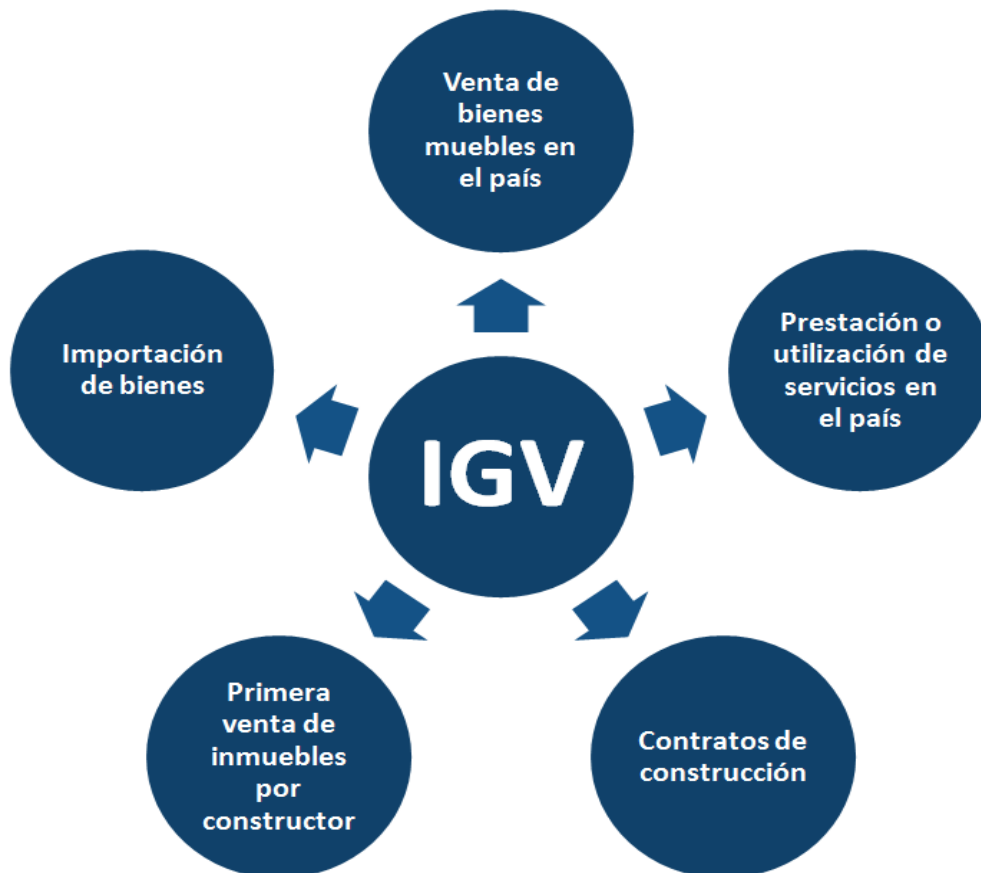 Venta de
bienes
muebles en
el país
Prestación o
utilización de
servicios en
el país
Contratos de
construcción
Primera
venta de
inmuebles
por
constructor
Importación
de bienes
IGV